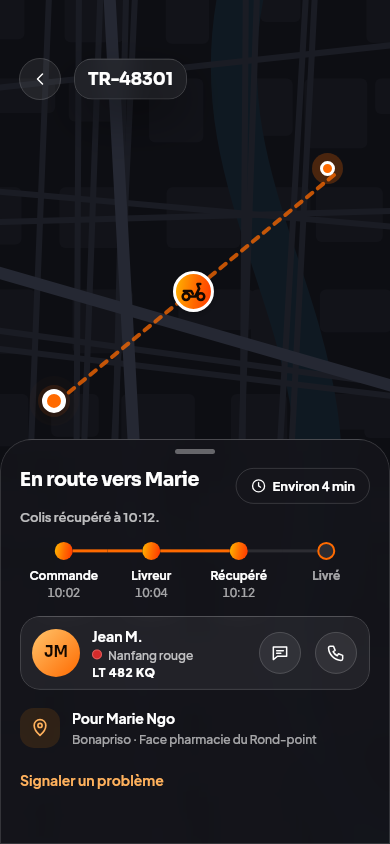 TR-48301
En route vers Marie
Environ 4 min
Colis récupéré à 10:12.
Commande Livreur Récupéré Livré
10:02 10:04 10:12
JM
Jean M.
Nanfang rouge
LT 482 KQ
Pour Marie Ngo
Bonapriso · Face pharmacie du Rond-point
Signaler un problème